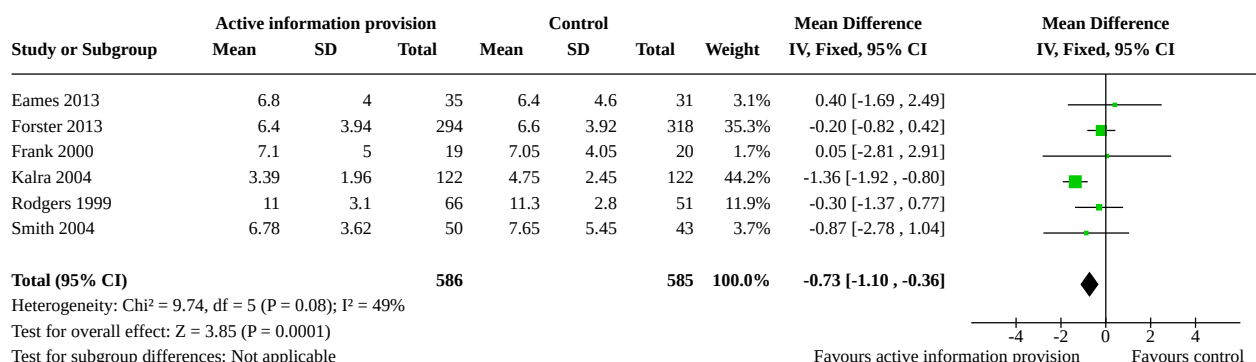 Active information provision Control Mean Difference Mean Difference
Study or Subgroup Mean SD Total Mean SD Total Weight IV, Fixed, 95% CI IV, Fixed, 95% CI
Eames 2013 6.8 4 35 6.4 4.6 31 3.1% 0.40 [-1.69 , 2.49]
Forster 2013 6.4 3.94 294 6.6 3.92 318 35.3% -0.20 [-0.82 , 0.42]
Frank 2000 7.1 5 19 7.05 4.05 20 1.7% 0.05 [-2.81 , 2.91]
Kalra 2004 3.39 1.96 122 4.75 2.45 122 44.2% -1.36 [-1.92 , -0.80]
Rodgers 1999 11 3.1 66 11.3 2.8 51 11.9% -0.30 [-1.37 , 0.77]
Smith 2004 6.78 3.62 50 7.65 5.45 43 3.7% -0.87 [-2.78 , 1.04]
Total (95% CI) 586 585 100.0% -0.73 [-1.10 , -0.36]
Heterogeneity: Chi² = 9.74, df = 5 (P = 0.08); I² = 49%
Test for overall effect: Z = 3.85 (P = 0.0001) -4 -2 0 2 4
Test for subgroup differences: Not applicable Favours active information provision Favours control